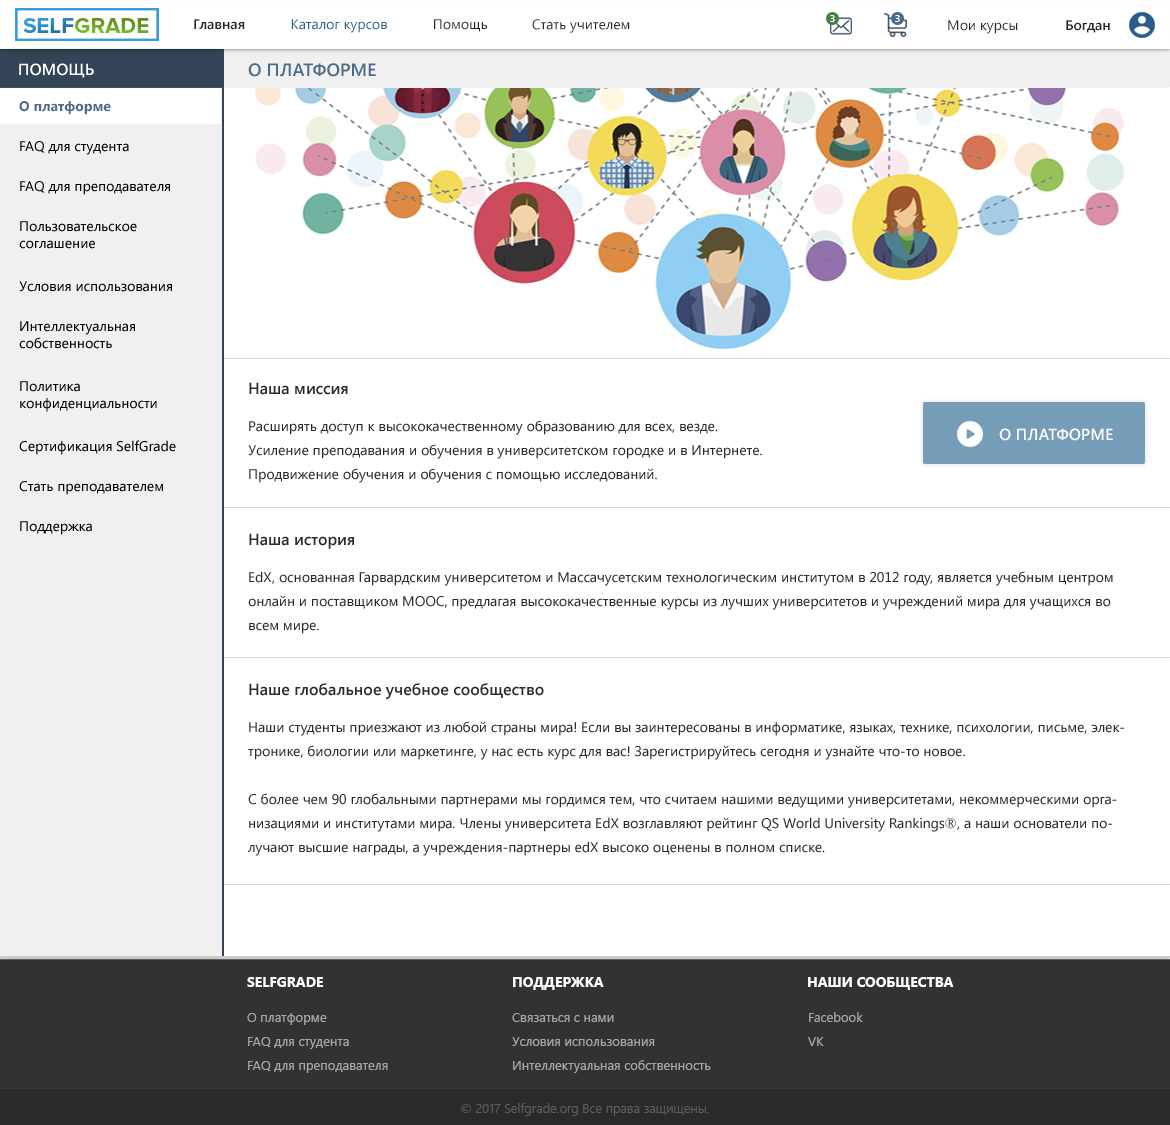 SELFGRADE
Главная
Каталог курсов
Помощь
Стать учителем
3
3
Мои курсы
Богдан
ПОМОЩЬ
О платформе
FAQ для студента
FAQ для преподавателя
Пользовательское
соглашение
Условия использования
Интеллектуальная
собственность
Политика
конфиденциальности
Сертификация SelfGrade
Стать преподавателем
Поддержка
О ПЛАТФОРМЕ
Наша миссия
Расширять доступ к высококачественному образованию для всех, везде.
Усиление преподавания и обучения в университетском городке и в Интернете.
Продвижение обучения и обучения с помощью исследований.
О ПЛАТФОРМЕ
Наша история
EdX, основанная Гарвардским университетом и Массачусетским технологическим институтом в 2012 году, является учебным центром
онлайн и поставщиком MOOC, предлагая высококачественные курсы из лучших университетов и учреждений мира для учащихся во
всем мире.
Наше глобальное учебное сообщество
Наши студенты приезжают из любой страны мира! Если вы заинтересованы в информатике, языках, технике, психологии, письме, элек-
тронике, биологии или маркетинге, у нас есть курс для вас! Зарегистрируйтесь сегодня и узнайте что-то новое.
С более чем 90 глобальными партнерами мы гордимся тем, что считаем нашими ведущими университетами, некоммерческими орга-
низациями и институтами мира. Члены университета EdX возглавляют рейтинг QS World University Rankings®, а наши основатели по-
лучают высшие награды, а учреждения-партнеры edX высоко оценены в полном списке.
SELFGRADE
О платформе
FAQ для студента
FAQ для преподавателя
ПОДДЕРЖКА
Связаться с нами
Условия использования
Интеллектуальная собственность
НАШИ СООБЩЕСТВА
Facebook
VK
© 2017 Selfgrade.org Все права защищены.